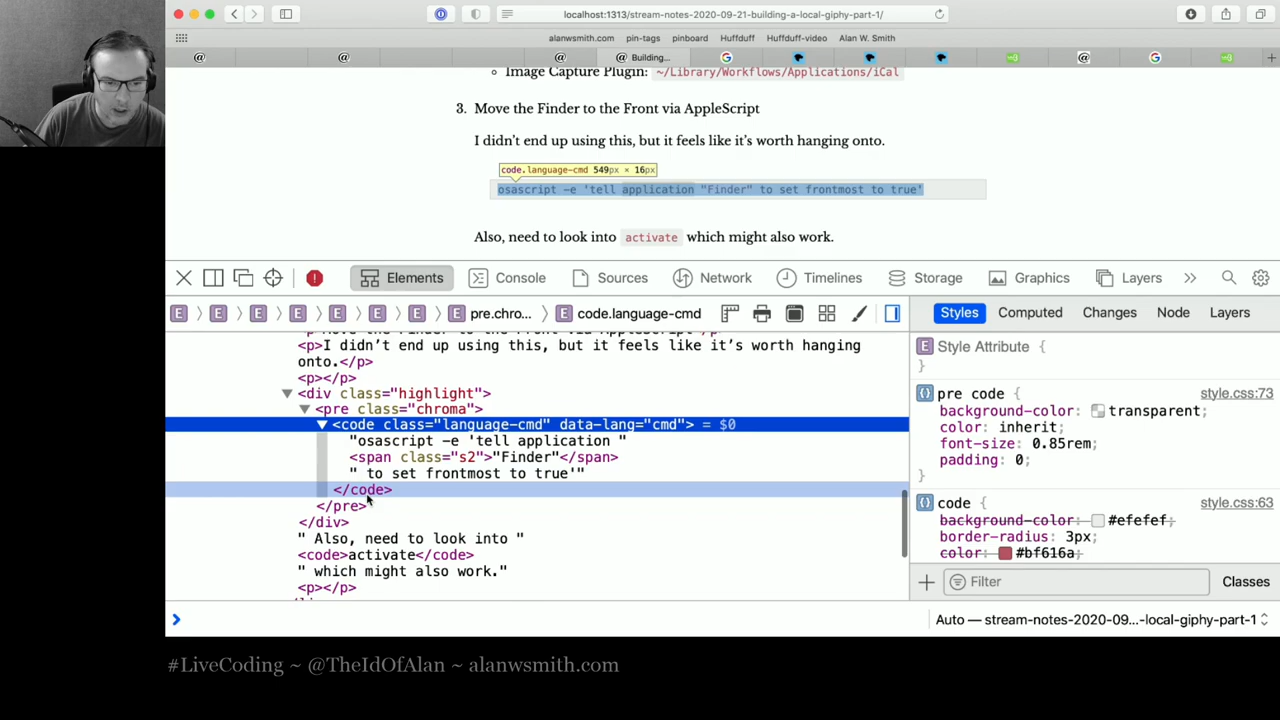 localhost:1313/stream-notes-2020-09-21-building-a-local-giphy-part-1/
alanwsmith.com pin-tags pinboard Huffduff Huffduff-video Alan W. Smith
@ @ @ @ Building... @
Image Capture Plugin: ~/Library/Workflows/Applications/iCal
3. Move the Finder to the Front via AppleScript
I didn’t end up using this, but it feels like it’s worth hanging onto.
code.language-cmd 549px × 16px
osascript -e 'tell application "Finder" to set frontmost to true'
Also, need to look into activate which might also work.
Elements Console Sources Network Timelines Storage Graphics Layers
E E E E E E E E pre.chro... E code.language-cmd
Styles Computed Changes Node Layers
<p>Move the Finder to the Front via AppleScript</p>
<p>I didn’t end up using this, but it feels like it’s worth hanging
onto.</p>
<p></p>
<div class="highlight">
<pre class="chroma">
<code class="language-cmd" data-lang="cmd"> = $0
"osascript -e 'tell application "
<span class="s2">"Finder"</span>
" to set frontmost to true'"
</code>
</pre>
</div>
" Also, need to look into "
<code>activate</code>
" which might also work."
<p></p>
E Style Attribute {
}
pre code { style.css:73
background-color: transparent;
color: inherit;
font-size: 0.85rem;
padding: 0;
}
code { style.css:63
background-color: #efefef;
border-radius: 3px;
color: #bf616a;
Filter Classes
Auto — stream-notes-2020-09...-local-giphy-part-1
#LiveCoding ~ @TheIdOfAlan ~ alanwsmith.com